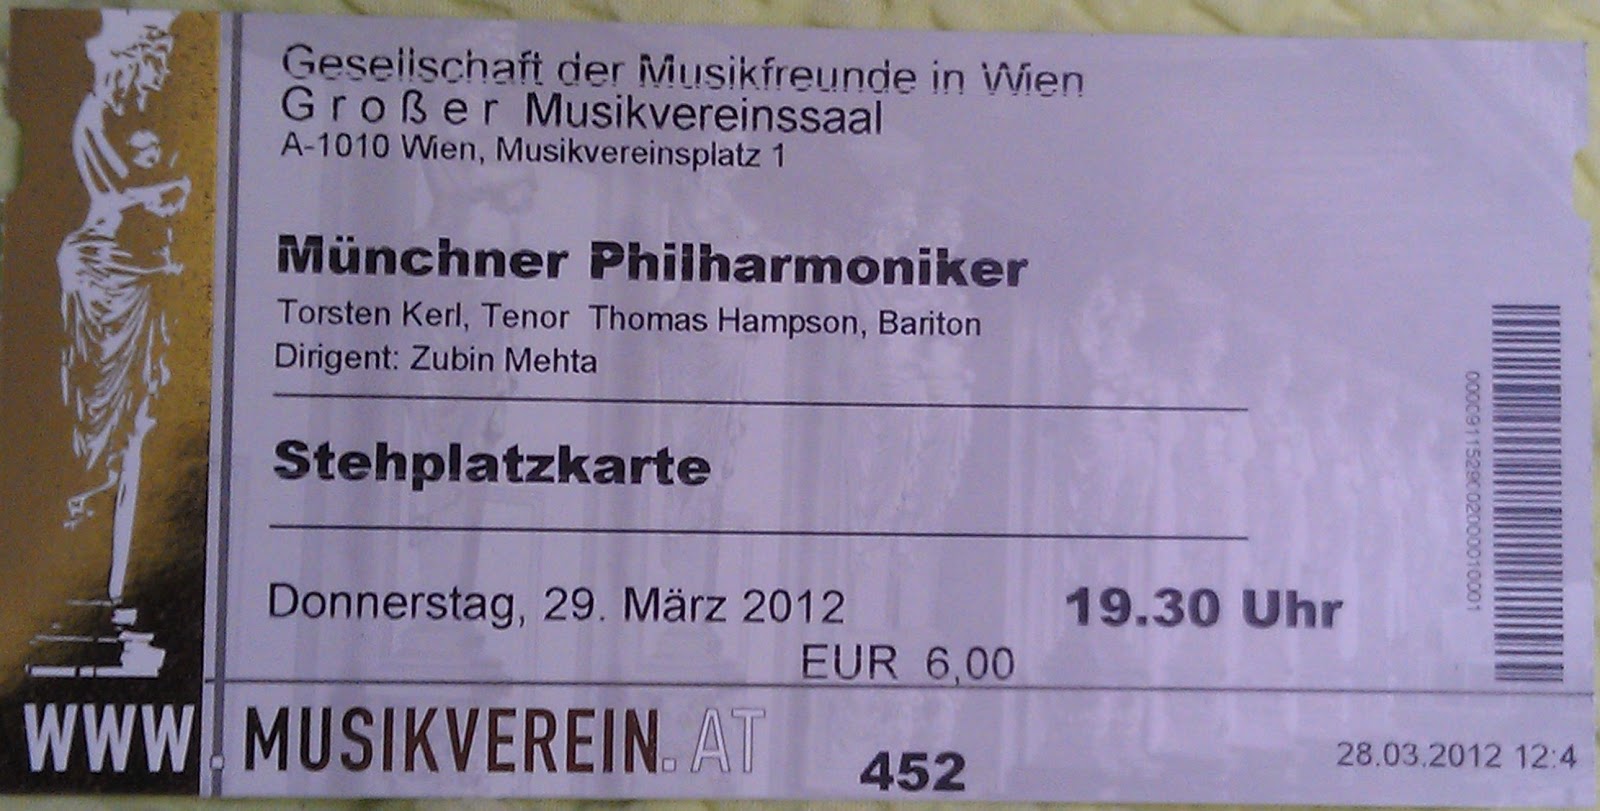 Gesellschaft der Musikfreunde in Wien
Großer Musikvereinssaal
A-1010 Wien, Musikvereinsplatz 1
Münchner Philharmoniker
Torsten Kerl, Tenor Thomas Hampson, Bariton
Dirigent: Zubin Mehta
Stehplatzkarte
Donnerstag, 29. März 2012 19.30 Uhr
EUR 6,00
WWW.MUSIKVEREIN.AT
452
28.03.2012 12:4